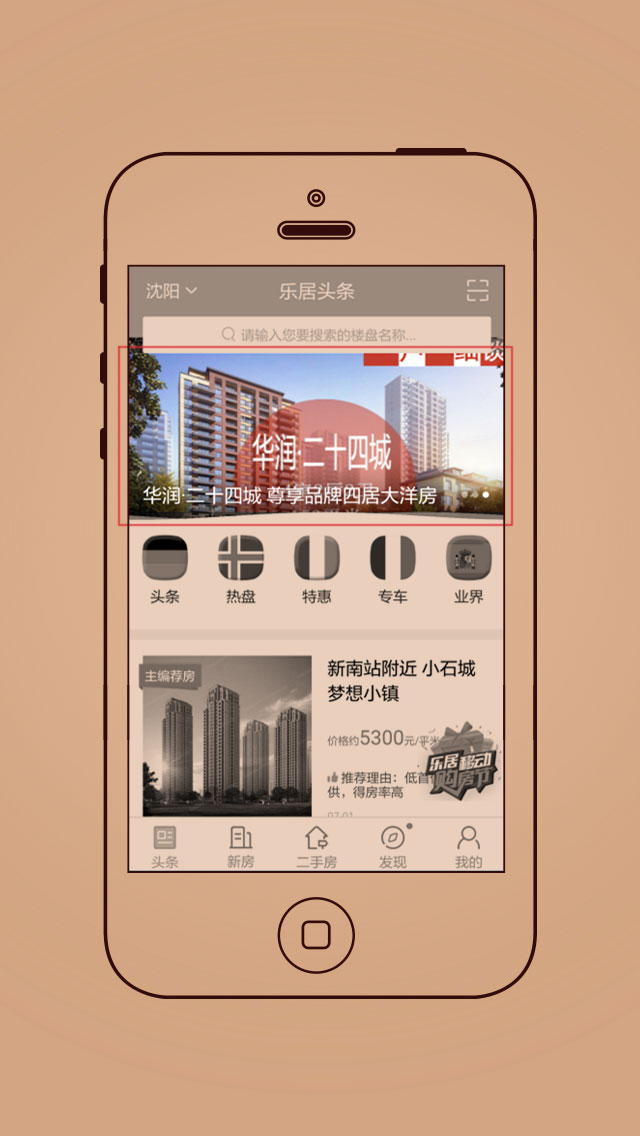 沈阳
乐居头条
请输入您要搜索的楼盘名称...
华润·二十四城
华润·二十四城 尊享品牌四居大洋房
头条
热盘
特惠
专车
业界
主编荐房
新南站附近 小石城
梦想小镇
价格约5300元/平米
乐居移动
购房节
推荐理由：低首
供，得房率高
07-01
头条
新房
二手房
发现
我的